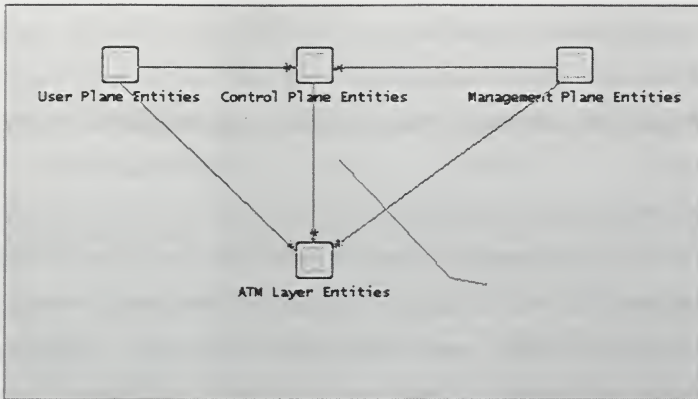 User Plane Entities Control Plane Entities Management Plane Entities
ATM Layer Entities